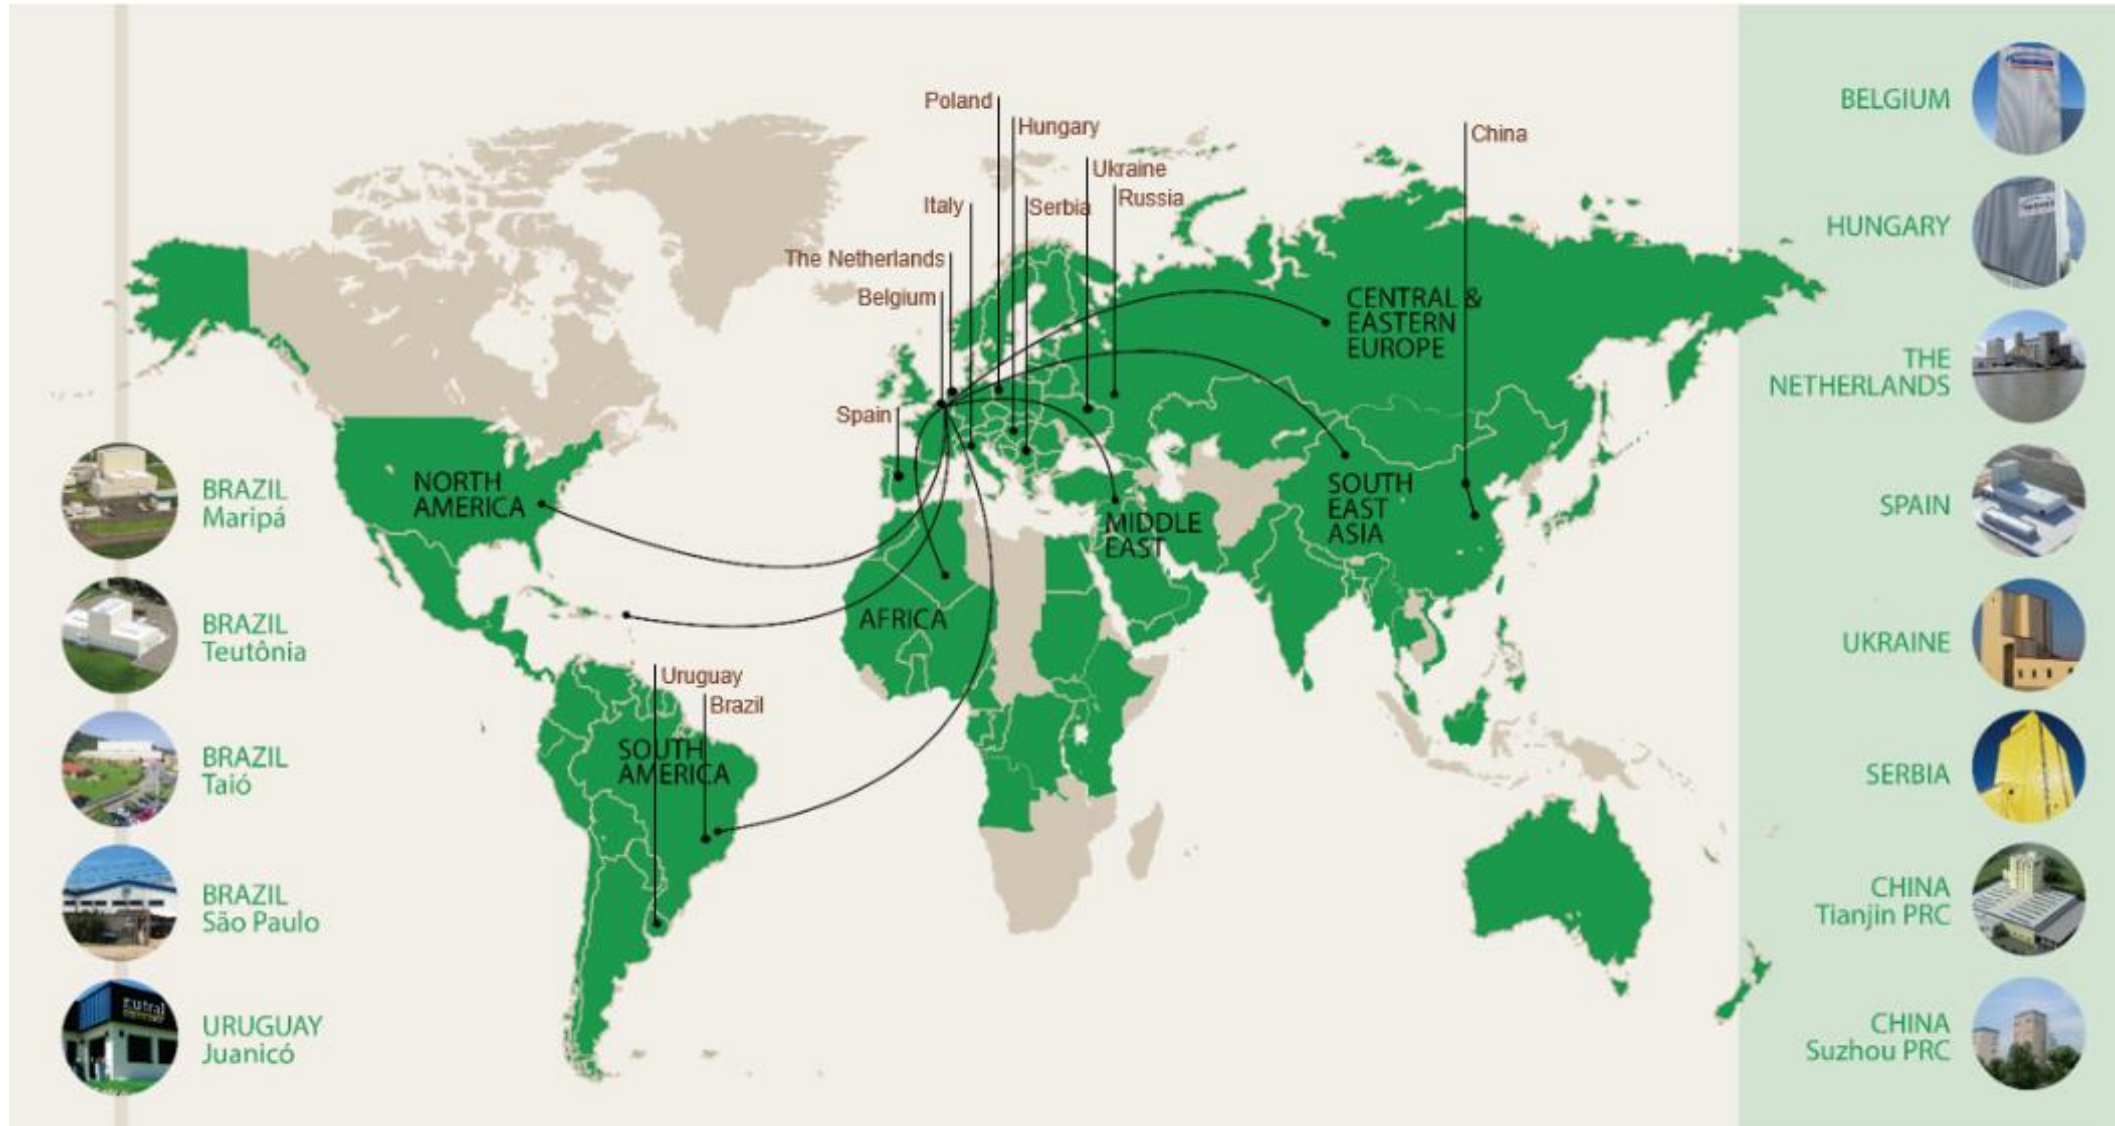 Poland
Hungary
China
Ukraine
Russia
Italy
Serbia
The Netherlands
Belgium
Spain
CENTRAL &
EASTERN
EUROPE
NORTH
AMERICA
SOUTH
EAST
ASIA
MIDDLE
EAST
AFRICA
Uruguay
Brazil
SOUTH
AMERICA
BRAZIL
Maripá
BRAZIL
Teutônia
BRAZIL
Taió
BRAZIL
São Paulo
URUGUAY
Juanicó
BELGIUM
HUNGARY
THE
NETHERLANDS
SPAIN
UKRAINE
SERBIA
CHINA
Tianjin PRC
CHINA
Suzhou PRC